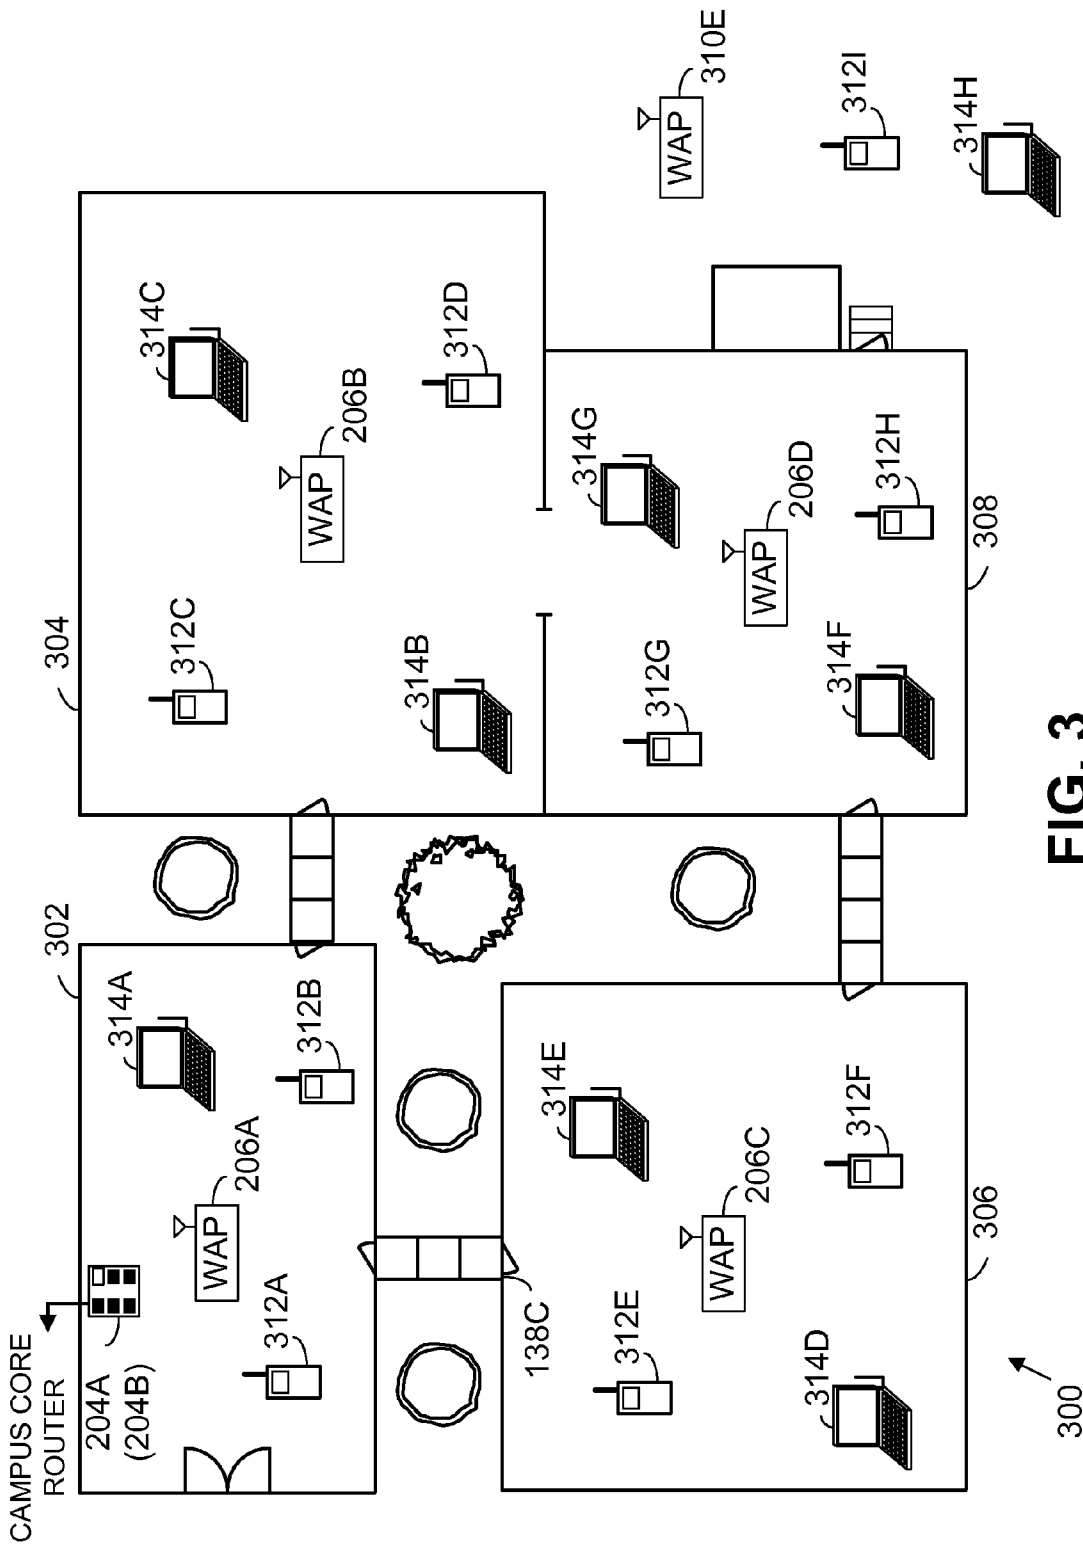 CAMPUS CORE
ROUTER
204A
(204B)
302
314A
206A
WAP
312A
312B
304
312C
314C
206B
WAP
314B
312D
138C
314E
312E
206C
WAP
314D
312F
306
314G
312G
206D
WAP
314F
312H
308
310E
WAP
312I
314H
300
FIG. 3